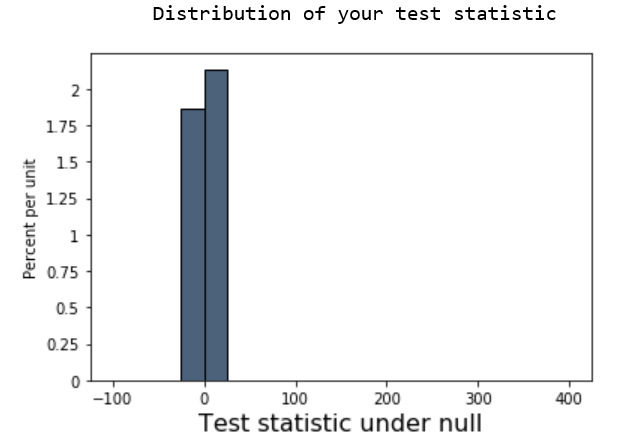 Distribution of your test statistic
2
1.75
1.5
1.25
1
0.75
0.5
0.25
0
Percent per unit
−100 0 100 200 300 400
Test statistic under null